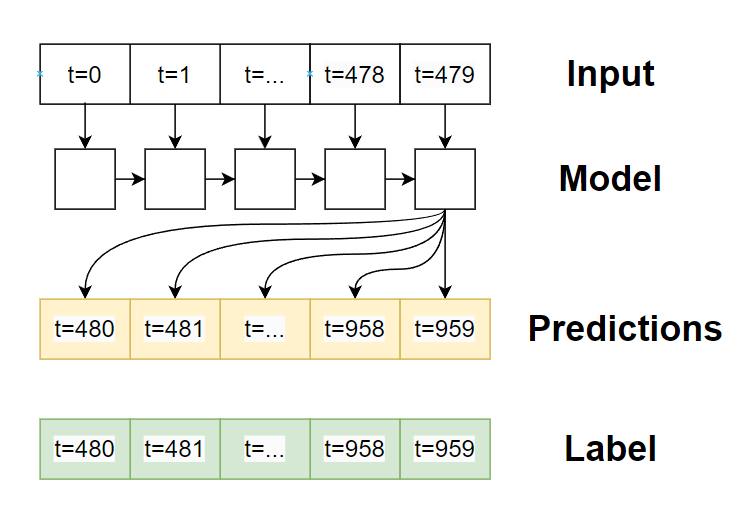 t=0 t=1 t=... t=478 t=479 Input
Model
t=480 t=481 t=... t=958 t=959 Predictions
t=480 t=481 t=... t=958 t=959 Label